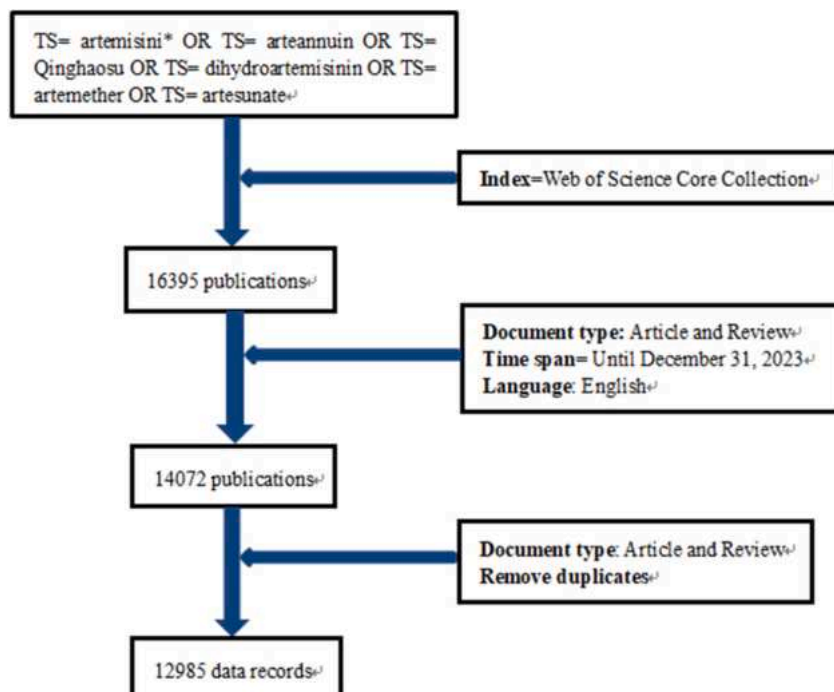 TS= artemisini* OR TS= arteannuin OR TS=
Qinghaosu OR TS= dihydroartemisinin OR TS=
artemether OR TS= artesunate↵
Index=Web of Science Core Collection↵
16395 publications↵
Document type: Article and Review↵
Time span= Until December 31, 2023↵
Language: English↵
14072 publications↵
Document type: Article and Review↵
Remove duplicates↵
12985 data records↵